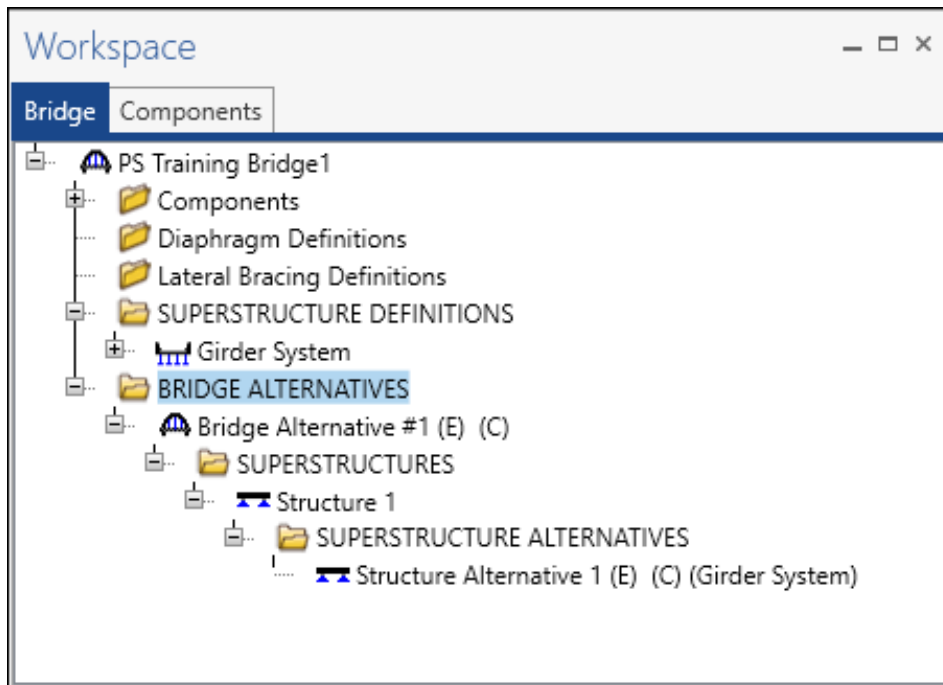 Workspace
Bridge Components
PS Training Bridge1
Components
Diaphragm Definitions
Lateral Bracing Definitions
SUPERSTRUCTURE DEFINITIONS
Girder System
BRIDGE ALTERNATIVES
Bridge Alternative #1 (E) (C)
SUPERSTRUCTURES
Structure 1
SUPERSTRUCTURE ALTERNATIVES
Structure Alternative 1 (E) (C) (Girder System)